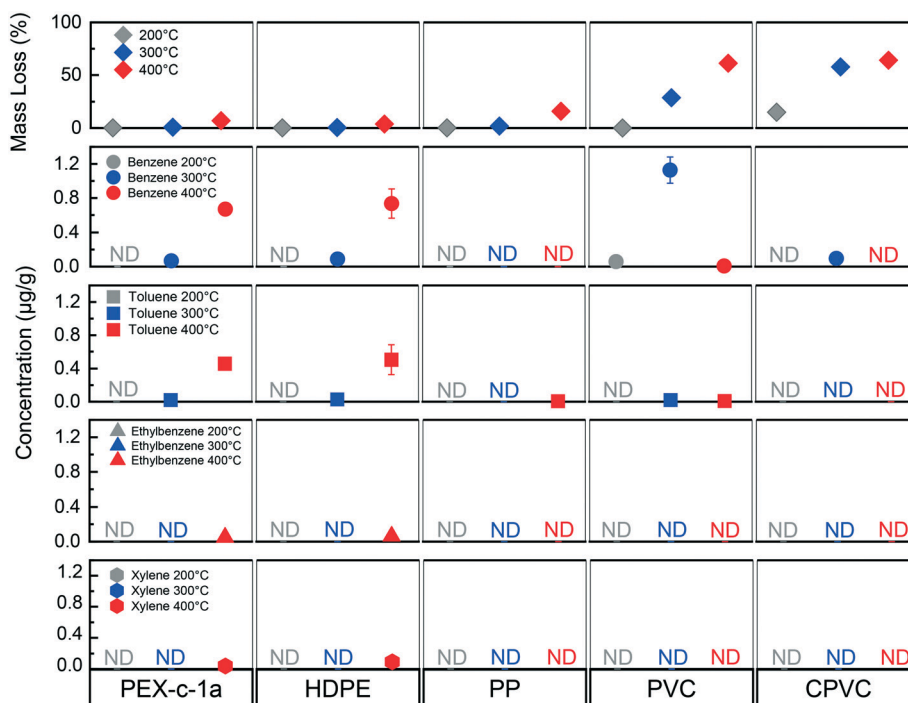 Mass Loss (%)
100
50
0
200°C
300°C
400°C
Concentration (µg/g)
1.2
0.8
0.4
0.0
Benzene 200°C
Benzene 300°C
Benzene 400°C
ND ND ND ND ND ND ND
1.2
0.8
0.4
0.0
Toluene 200°C
Toluene 300°C
Toluene 400°C
ND ND ND ND ND ND ND ND
1.2
0.8
0.4
0.0
Ethylbenzene 200°C
Ethylbenzene 300°C
Ethylbenzene 400°C
ND ND ND ND ND ND ND ND ND ND ND ND ND
1.2
0.8
0.4
0.0
Xylene 200°C
Xylene 300°C
Xylene 400°C
ND ND ND ND ND ND ND ND ND ND ND ND ND
PEX-c-1a HDPE PP PVC CPVC